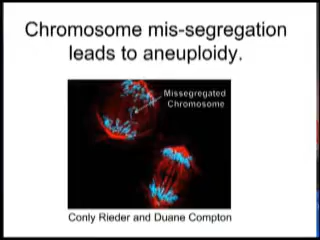 Chromosome mis-segregation
leads to aneuploidy.
Missegregated
Chromosome
Conly Rieder and Duane Compton